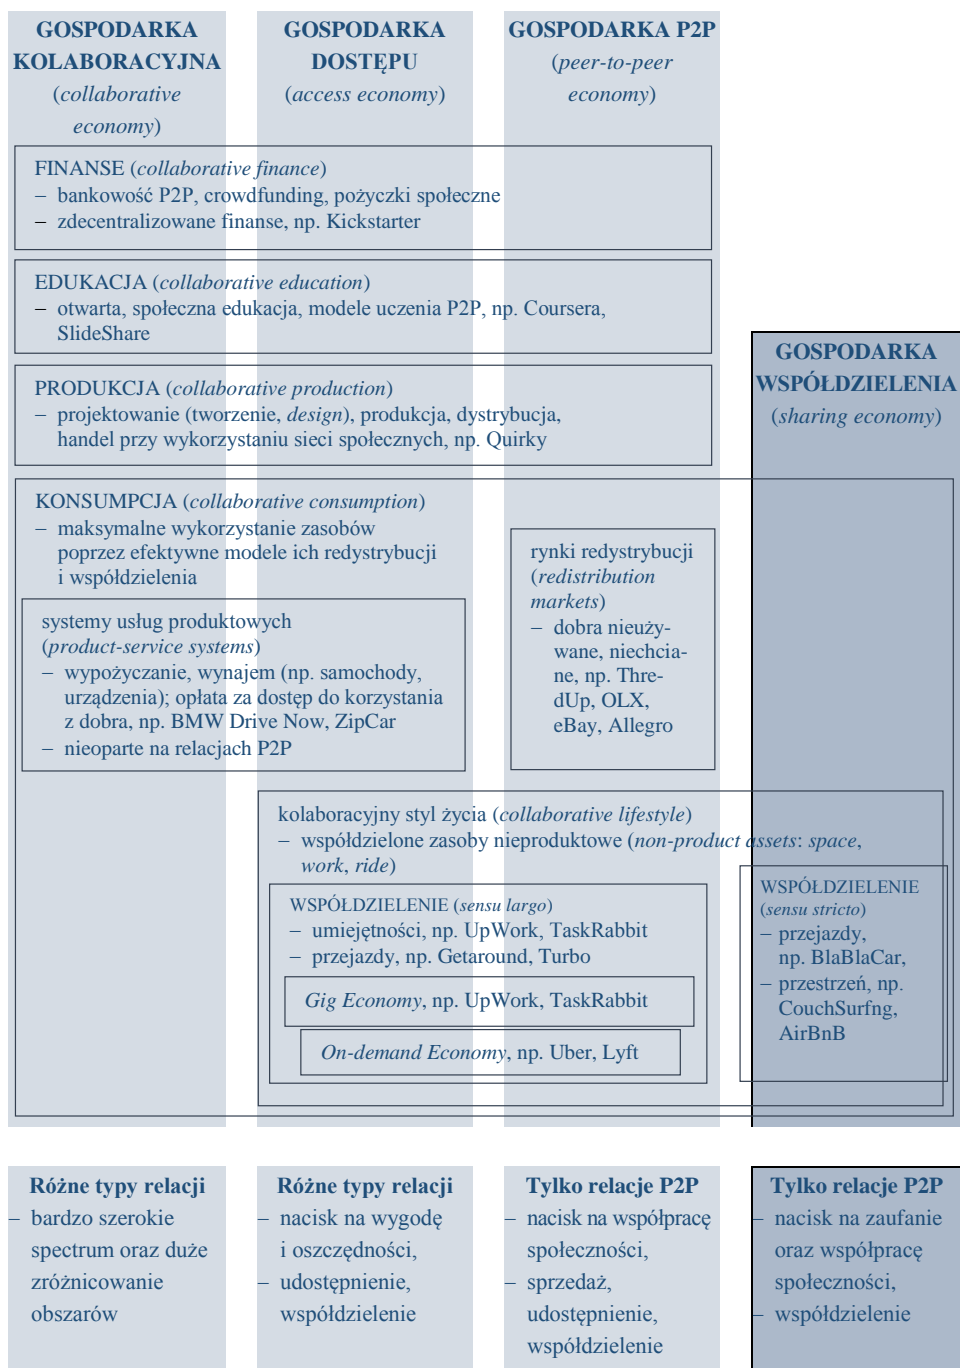 GOSPODARKA
KOLABORACYJNA
(collaborative
economy)
GOSPODARKA
DOSTĘPU
(access economy)
GOSPODARKA P2P
(peer-to-peer
economy)
FINANSE (collaborative finance)
– bankowość P2P, crowdfunding, pożyczki społeczne
– zdecentralizowane finanse, np. Kickstarter
EDUKACJA (collaborative education)
– otwarta, społeczna edukacja, modele uczenia P2P, np. Coursera,
SlideShare
PRODUKCJA (collaborative production)
– projektowanie (tworzenie, design), produkcja, dystrybucja,
handel przy wykorzystaniu sieci społecznych, np. Quirky
GOSPODARKA
WSPÓŁDZIELENIA
(sharing economy)
KONSUMPCJA (collaborative consumption)
– maksymalne wykorzystanie zasobów
poprzez efektywne modele ich redystrybucji
i współdzielenia
systemy usług produktowych
(product-service systems)
– wypożyczanie, wynajem (np. samochody,
urządzenia); opłata za dostęp do korzystania
z dobra, np. BMW Drive Now, ZipCar
– nieoparte na relacjach P2P
rynki redystrybucji
(redistribution
markets)
– dobra nieuży-
wane, niechcia-
ne, np. Thre-
dUp, OLX,
eBay, Allegro
kolaboracyjny styl życia (collaborative lifestyle)
– współdzielone zasoby nieproduktowe (non-product assets: space,
work, ride)
WSPÓŁDZIELENIE (sensu largo)
– umiejętności, np. UpWork, TaskRabbit
– przejazdy, np. Getaround, Turbo
Gig Economy, np. UpWork, TaskRabbit
On-demand Economy, np. Uber, Lyft
WSPÓŁDZIELENIE
(sensu stricto)
– przejazdy,
np. BlaBlaCar,
– przestrzeń, np.
CouchSurfng,
AirBnB
Różne typy relacji
– bardzo szerokie
spectrum oraz duże
zróżnicowanie
obszarów
Różne typy relacji
– nacisk na wygodę
i oszczędności,
– udostępnienie,
współdzielenie
Tylko relacje P2P
– nacisk na współpracę
społeczności,
– sprzedaż,
udostępnienie,
współdzielenie
Tylko relacje P2P
– nacisk na zaufanie
oraz współpracę
społeczności,
– współdzielenie